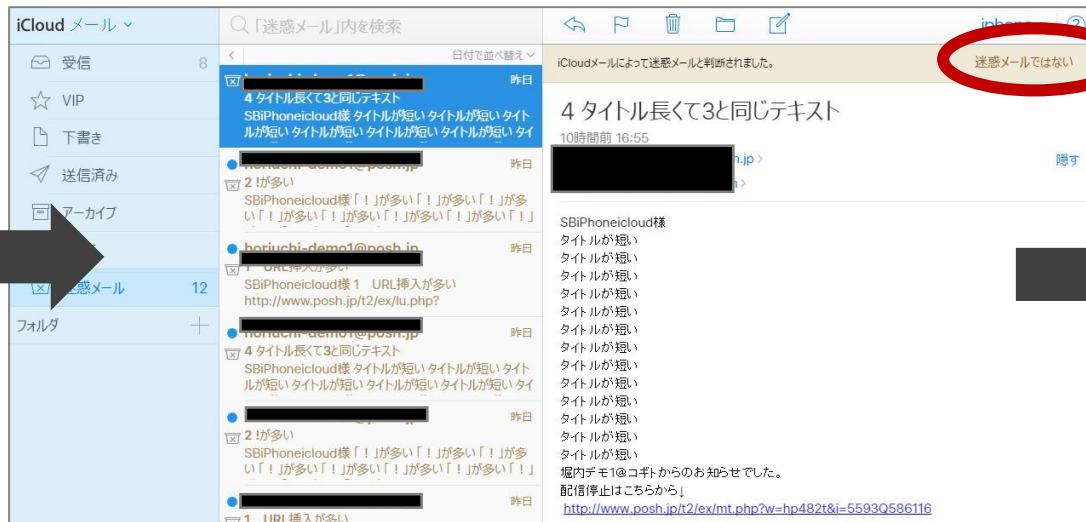 iCloud メール
「迷惑メール」内を検索
受信 8
VIP
下書き
送信済み
アーカイブ
迷惑メール 12
フォルダ
日付で並べ替え
昨日
4 タイトル長くて3と同じテキスト
SBiPhoneicloud様 タイトルが短い タイトルが短い タイト
ルが短い タイトルが短い タイトルが短い タイトルが短い タイ
昨日
2 !が多い
SBiPhoneicloud様「！」が多い「！」が多い「！」が多
い「！」が多い「！」が多い「！」が多い「！」が多い「！」
horiuchi-demo1@posh.jp 昨日
1 URL挿入が多い
SBiPhoneicloud様 1 URL挿入が多い
http://www.posh.jp/t2/ex/lu.php?
昨日
4 タイトル長くて3と同じテキスト
SBiPhoneicloud様 タイトルが短い タイトルが短い タイト
ルが短い タイトルが短い タイトルが短い タイトルが短い タイ
昨日
2 !が多い
SBiPhoneicloud様「！」が多い「！」が多い「！」が多
い「！」が多い「！」が多い「！」が多い「！」が多い「！」
昨日
1 URL挿入が多い
iCloudメールによって迷惑メールと判断されました。
迷惑メールではない
4 タイトル長くて3と同じテキスト
10時間前 16:55
.jp
隠す
SBiPhoneicloud様
タイトルが短い
タイトルが短い
タイトルが短い
タイトルが短い
タイトルが短い
タイトルが短い
タイトルが短い
タイトルが短い
タイトルが短い
タイトルが短い
タイトルが短い
タイトルが短い
タイトルが短い
堀内デモ1@コギトからのお知らせでした。
配信停止はこちらから↓
http://www.posh.jp/t2/ex/mt.php?w=hp482t&i=5593Q586116